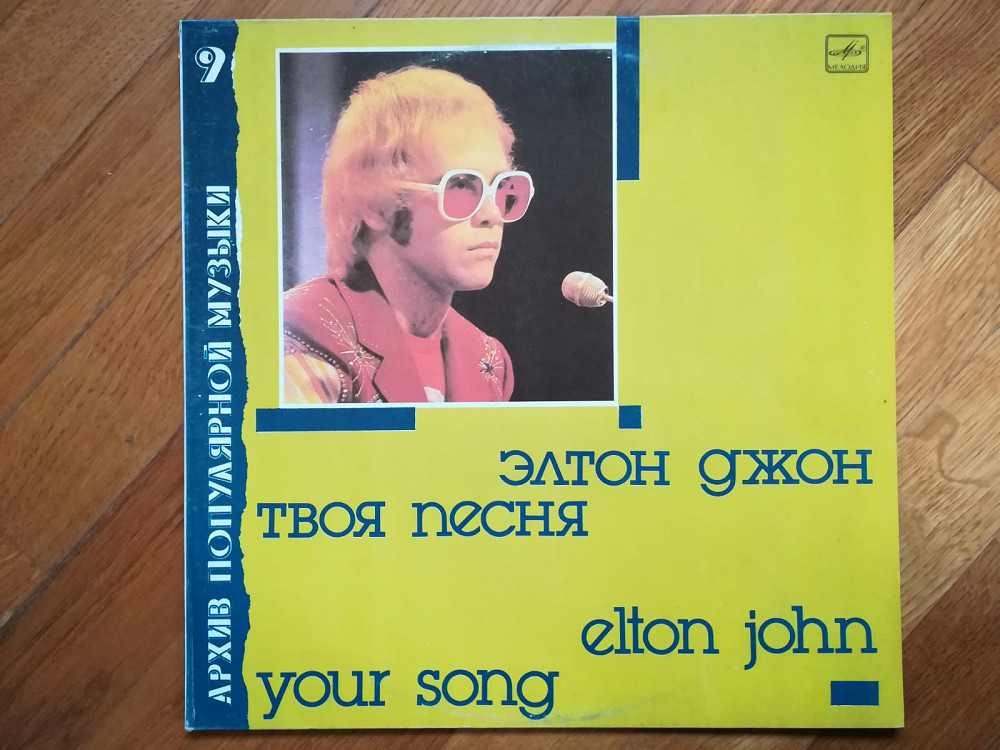 9
АРХИВ ПОПУЛЯРНОЙ МУЗЫКИ
МЕЛОДИЯ
элтон джон
твоя песня
elton john
your song